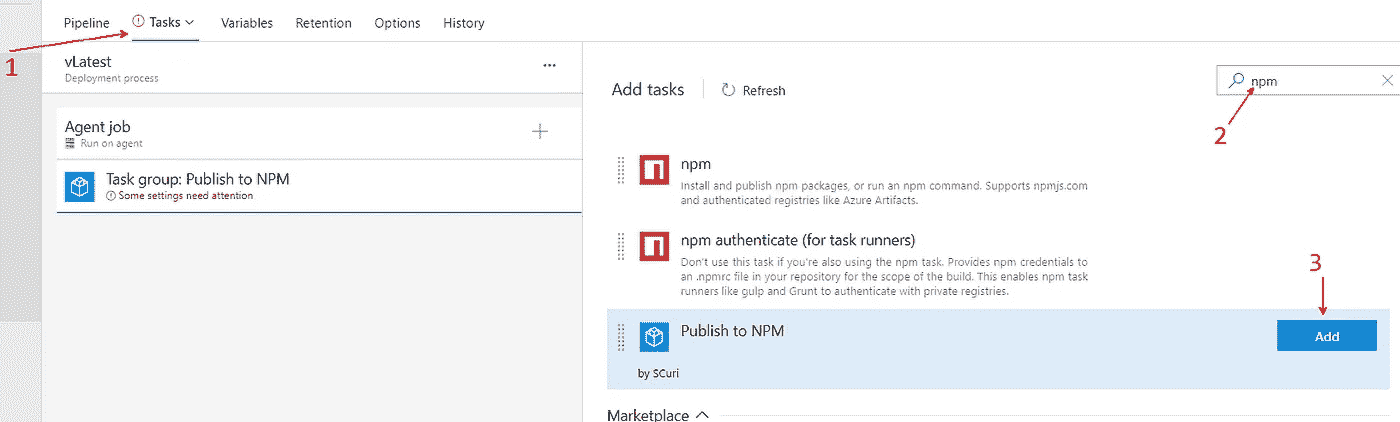 Pipeline Tasks Variables Retention Options History
1
vLatest
Deployment process
Add tasks Refresh
npm
2
Agent job
Run on agent
Task group: Publish to NPM
Some settings need attention
npm
Install and publish npm packages, or run an npm command. Supports npmjs.com
and authenticated registries like Azure Artifacts.
npm authenticate (for task runners)
Don't use this task if you're also using the npm task. Provides npm credentials to
an .npmrc file in your repository for the scope of the build. This enables npm task
runners like gulp and Grunt to authenticate with private registries.
3
Publish to NPM
Add
by SCuri
Marketplace